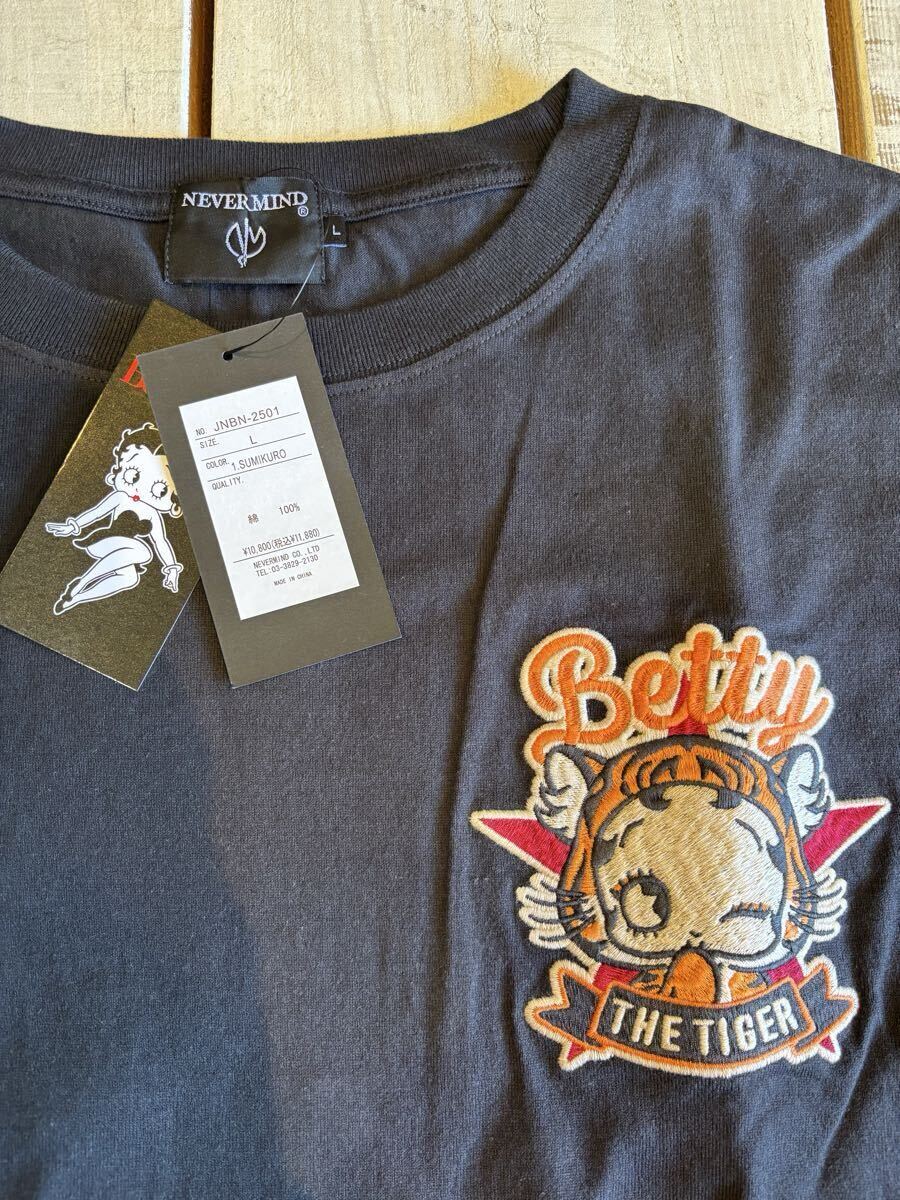 NEVERMIND
®
L
NO. JNBN-2501
SIZE. L
COLOR. 1.SUMIKURO
QUALITY.
綿 100%
¥10,800(税込¥11,880)
NEVERMIND CO.,LTD
TEL:03-3829-2130
MADE IN CHINA
Betty
THE TIGER